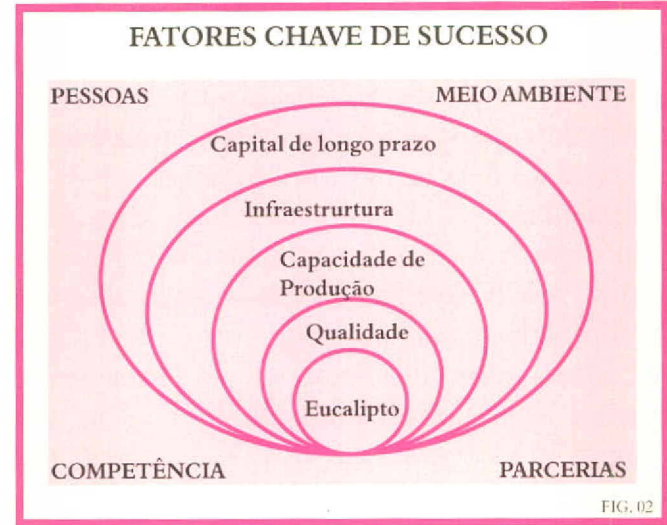 FATORES CHAVE DE SUCESSO
PESSOAS
MEIO AMBIENTE
Capital de longo prazo
Infraestrurtura
Capacidade de
Produção
Qualidade
Eucalipto
COMPETÊNCIA
PARCERIAS
FIG. 02